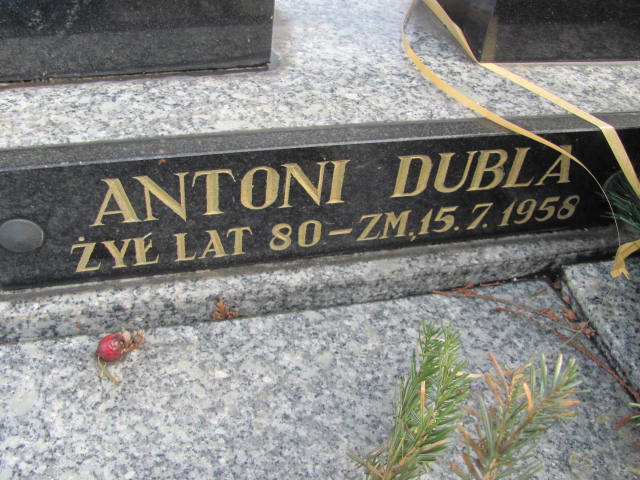 ANTONI DUBLA
ŻYŁ LAT 80 - ZM. 15.7.1958